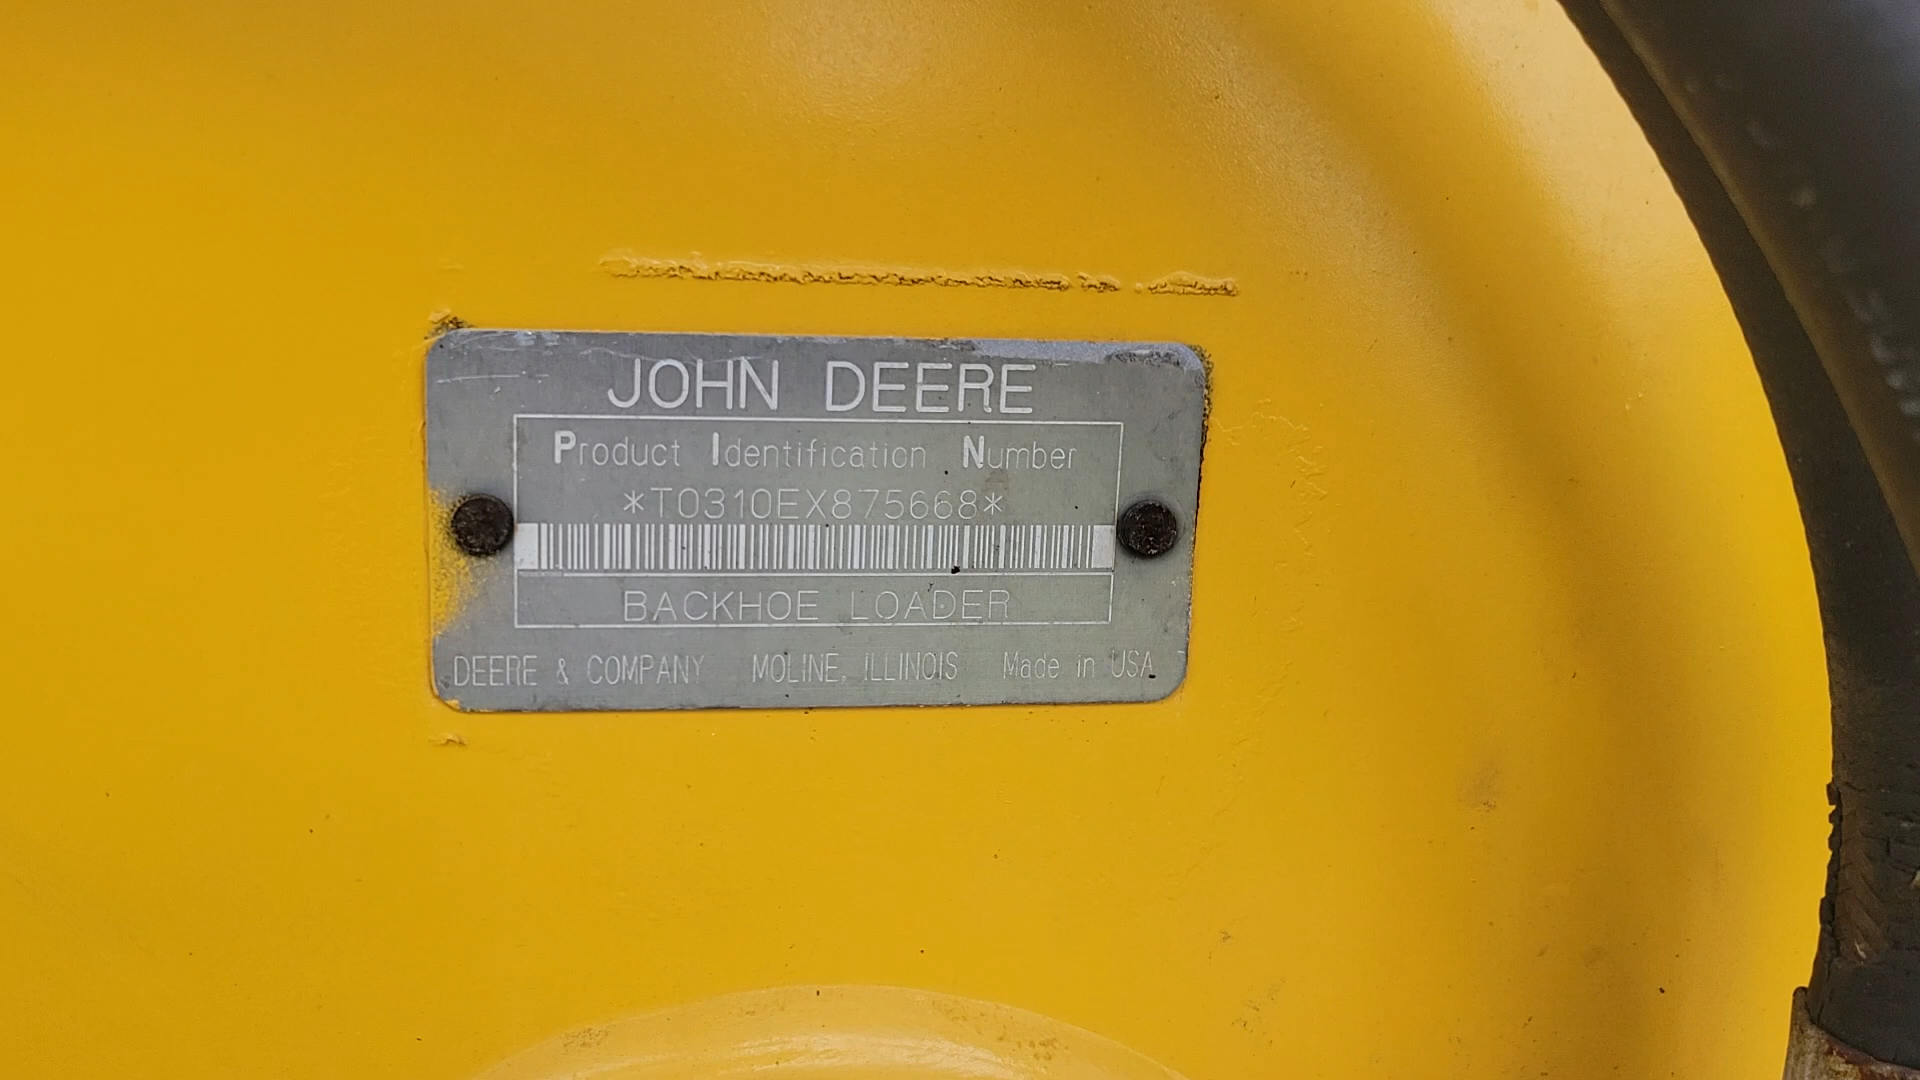 JOHN DEERE
Product Identification Number
*T0310EX875668*
BACKHOE LOADER
DEERE & COMPANY MOLINE, ILLINOIS Made in USA